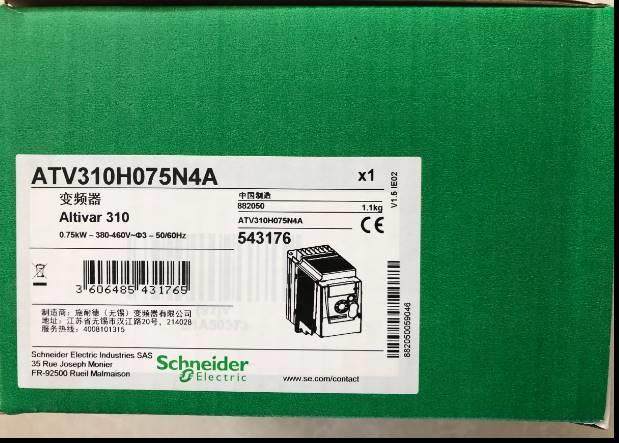 ATV310H075N4A x1
变频器
Altivar 310
0.75kW - 380-460V~Φ3 - 50/60Hz
中国制造
882050 1.1kg
ATV310H075N4A
543176
CE
V1.5 IE02
3 606485 431765
制造商：施耐德（无锡）变频器有限公司
地址：江苏省无锡市汉江路20号，214028
服务热线：4008101315
Schneider Electric Industries SAS
35 Rue Joseph Monier
FR-92500 Rueil Malmaison
Schneider
Electric
www.se.com/contact
882050059046